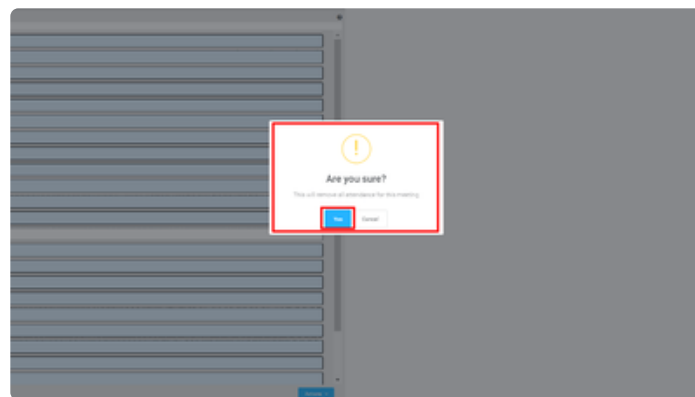 Are you sure?
This will remove all attendance for this meeting
Yes
Cancel